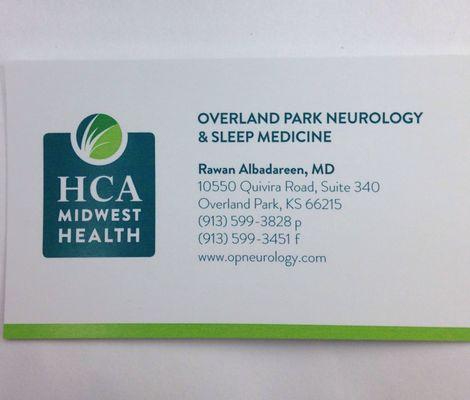 HCA
MIDWEST
HEALTH
OVERLAND PARK NEUROLOGY
& SLEEP MEDICINE
Rawan Albadareen, MD
10550 Quivira Road, Suite 340
Overland Park, KS 66215
(913) 599-3828 p
(913) 599-3451 f
www.opneurology.com